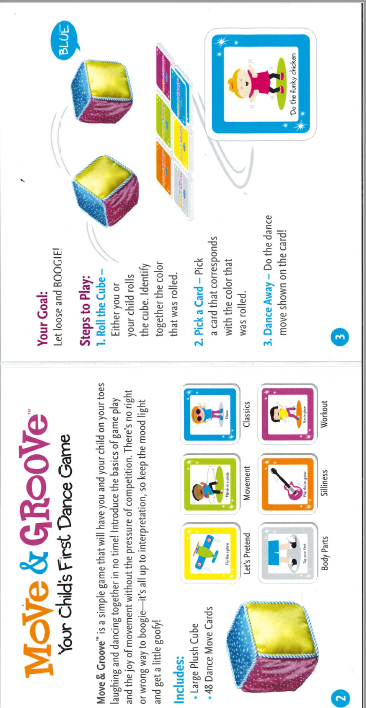 Move & Groove™
Your Child's First Dance Game
Move & Groove™ is a simple game that will have you and your child on your toes
laughing and dancing together in no time! Introduce the basics of game play
and the joy of movement without the pressure of competition. There's no right
or wrong way to boogie—it's all up to interpretation, so keep the mood light
and get a little goofy!
Includes:
• Large Plush Cube
• 48 Dance Move Cards
Let's Pretend
Movement
Classics
Body Parts
Silliness
Workout
2
Your Goal:
Let loose and BOOGIE!
Steps to Play:
1. Roll the Cube –
Either you or
your child rolls
the cube. Identify
together the color
that was rolled.
BLUE
2. Pick a Card – Pick
a card that corresponds
with the color that
was rolled.
3. Dance Away – Do the dance
move shown on the card!
Do the funky chicken
3